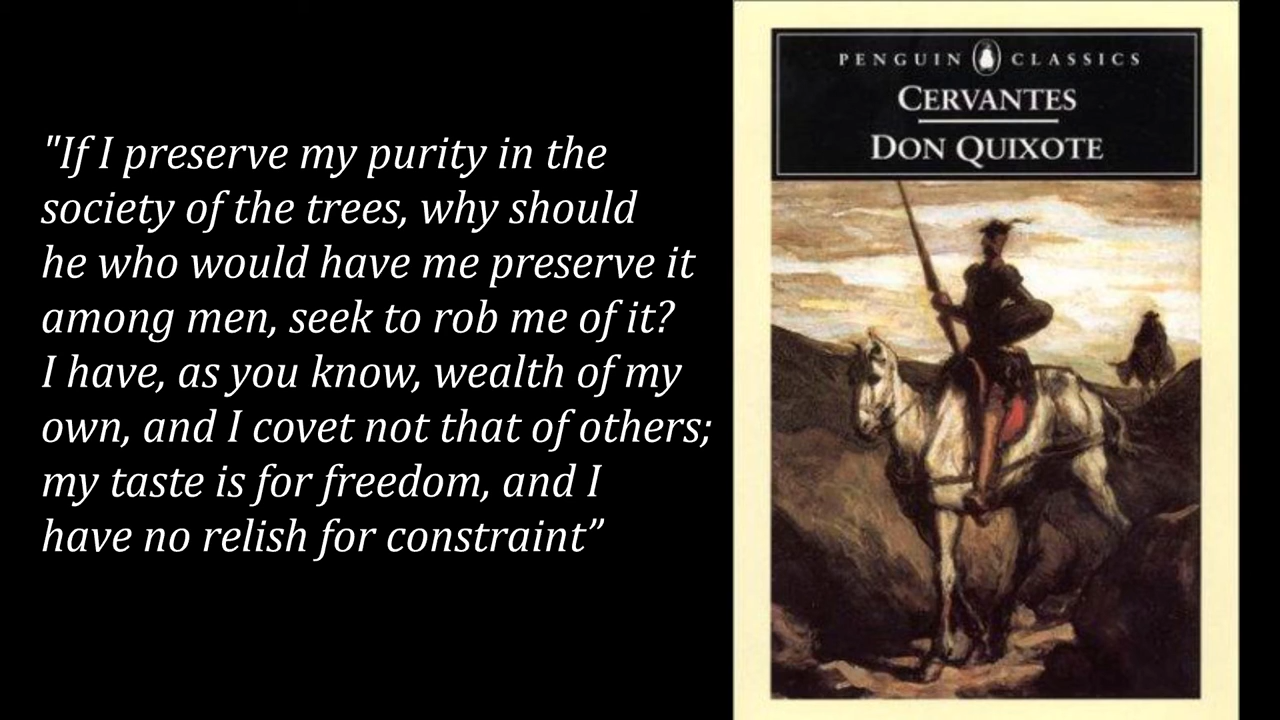 "If I preserve my purity in the
society of the trees, why should
he who would have me preserve it
among men, seek to rob me of it?
I have, as you know, wealth of my
own, and I covet not that of others;
my taste is for freedom, and I
have no relish for constraint”
PENGUIN CLASSICS
CERVANTES
DON QUIXOTE